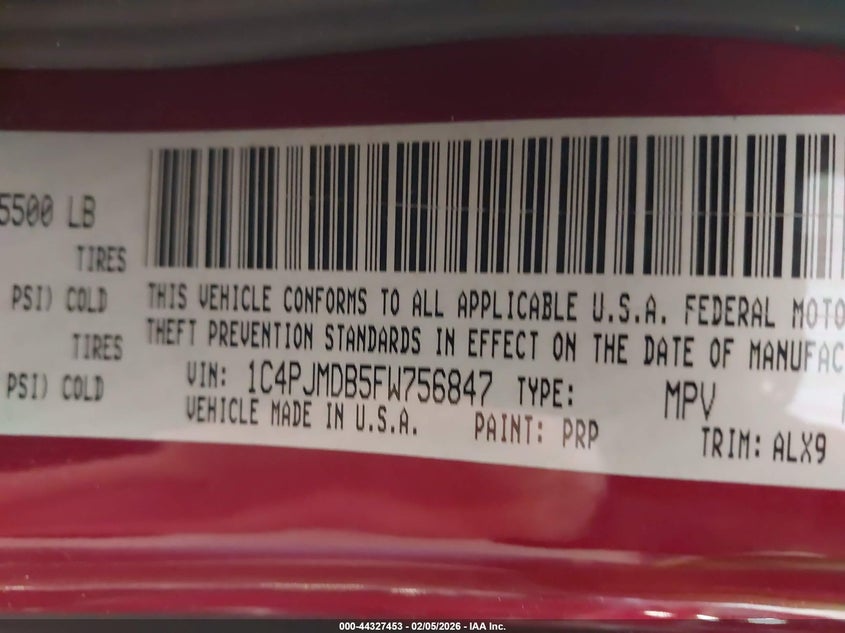 5500 LB
TIRES
PSI) COLD
TIRES
PSI) COLD
THIS VEHICLE CONFORMS TO ALL APPLICABLE U.S.A. FEDERAL MOTO
THEFT PREVENTION STANDARDS IN EFFECT ON THE DATE OF MANUFAC
VIN: 1C4PJMDB5FW756847 TYPE: MPV
VEHICLE MADE IN U.S.A. PAINT: PRP TRIM: ALX9
000-44327453 - 02/05/2026 - IAA Inc.